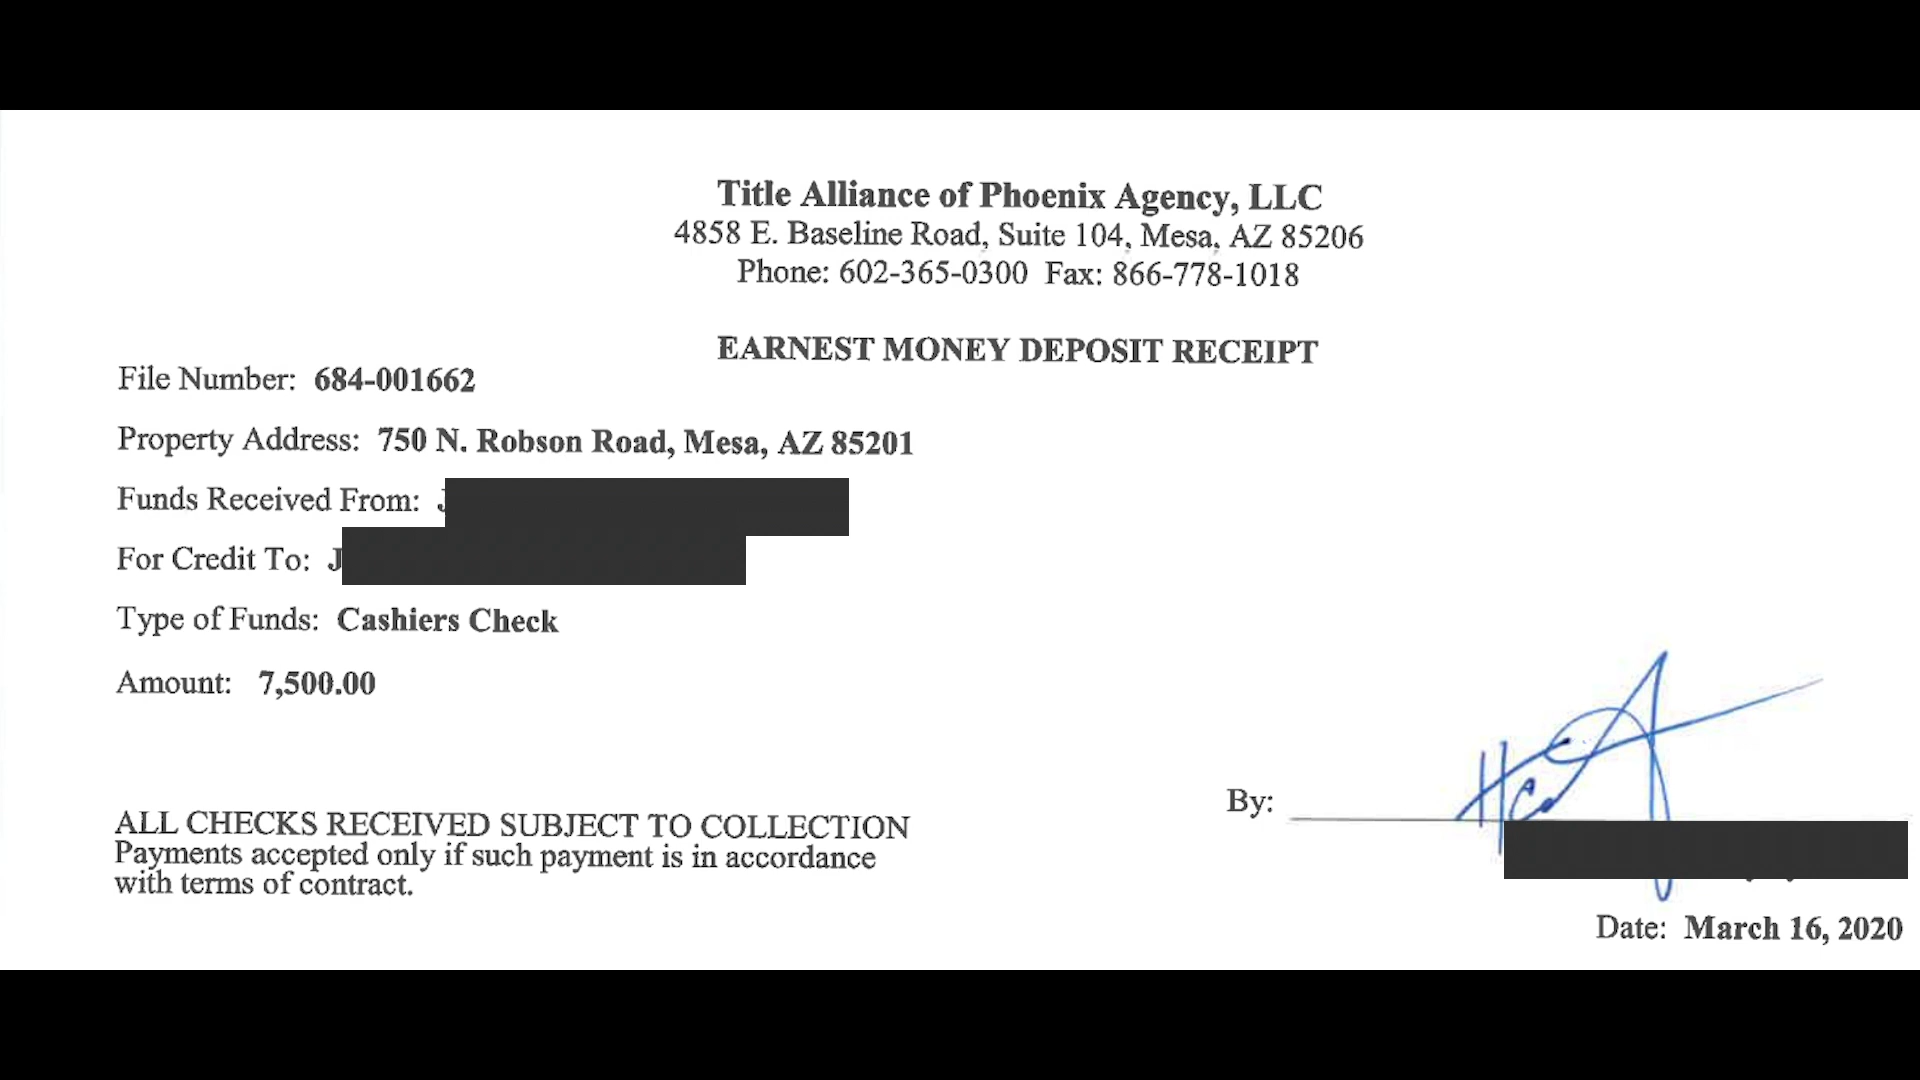 Title Alliance of Phoenix Agency, LLC
4858 E. Baseline Road, Suite 104, Mesa, AZ 85206
Phone: 602-365-0300 Fax: 866-778-1018
EARNEST MONEY DEPOSIT RECEIPT
File Number: 684-001662
Property Address: 750 N. Robson Road, Mesa, AZ 85201
Funds Received From: J
For Credit To: J
Type of Funds: Cashiers Check
Amount: 7,500.00
ALL CHECKS RECEIVED SUBJECT TO COLLECTION
Payments accepted only if such payment is in accordance
with terms of contract.
By:
Date: March 16, 2020